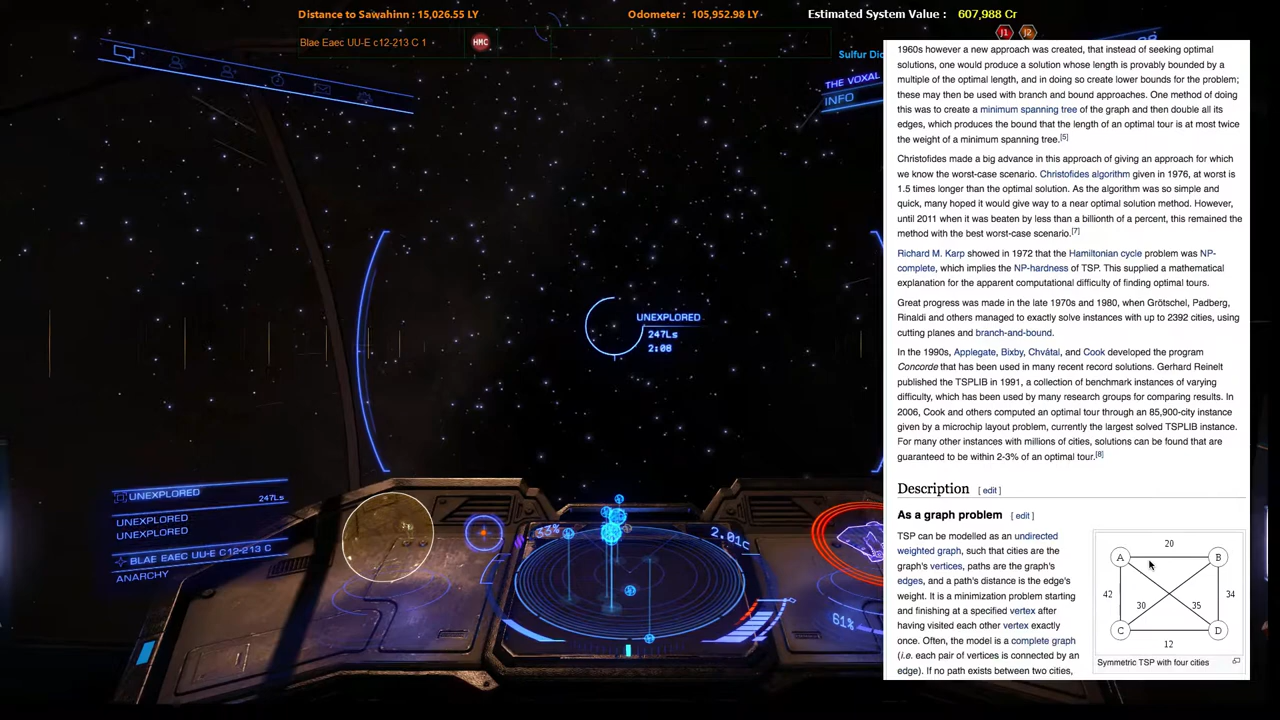 Distance to Sawahinn : 15,026.55 LY
Odometer : 105,952.98 LY
Estimated System Value : 607,988 Cr
Blae Eaec UU-E c12-213 C 1
HMC
J1
J2
THE VOXAL
INFO
UNEXPLORED
247Ls
2:08
UNEXPLORED
247Ls
UNEXPLORED
UNEXPLORED
BLAE EAEC UU-E C12-213 C
ANARCHY
2.01c
61%
1960s however a new approach was created, that instead of seeking optimal
solutions, one would produce a solution whose length is provably bounded by a
multiple of the optimal length, and in doing so create lower bounds for the problem;
these may then be used with branch and bound approaches. One method of doing
this was to create a minimum spanning tree of the graph and then double all its
edges, which produces the bound that the length of an optimal tour is at most twice
the weight of a minimum spanning tree.[5]
Christofides made a big advance in this approach of giving an approach for which
we know the worst-case scenario. Christofides algorithm given in 1976, at worst is
1.5 times longer than the optimal solution. As the algorithm was so simple and
quick, many hoped it would give way to a near optimal solution method. However,
until 2011 when it was beaten by less than a billionth of a percent, this remained the
method with the best worst-case scenario.[7]
Richard M. Karp showed in 1972 that the Hamiltonian cycle problem was NP-
complete, which implies the NP-hardness of TSP. This supplied a mathematical
explanation for the apparent computational difficulty of finding optimal tours.
Great progress was made in the late 1970s and 1980, when Grötschel, Padberg,
Rinaldi and others managed to exactly solve instances with up to 2392 cities, using
cutting planes and branch-and-bound.
In the 1990s, Applegate, Bixby, Chvátal, and Cook developed the program
Concorde that has been used in many recent record solutions. Gerhard Reinelt
published the TSPLIB in 1991, a collection of benchmark instances of varying
difficulty, which has been used by many research groups for comparing results. In
2006, Cook and others computed an optimal tour through an 85,900-city instance
given by a microchip layout problem, currently the largest solved TSPLIB instance.
For many other instances with millions of cities, solutions can be found that are
guaranteed to be within 2-3% of an optimal tour.[8]
Description [ edit ]
As a graph problem [ edit ]
TSP can be modelled as an undirected
weighted graph, such that cities are the
graph's vertices, paths are the graph's
edges, and a path's distance is the edge's
weight. It is a minimization problem starting
and finishing at a specified vertex after
having visited each other vertex exactly
once. Often, the model is a complete graph
(i.e. each pair of vertices is connected by an
edge). If no path exists between two cities,
20
A
B
42
30
35
34
C
D
12
Symmetric TSP with four cities